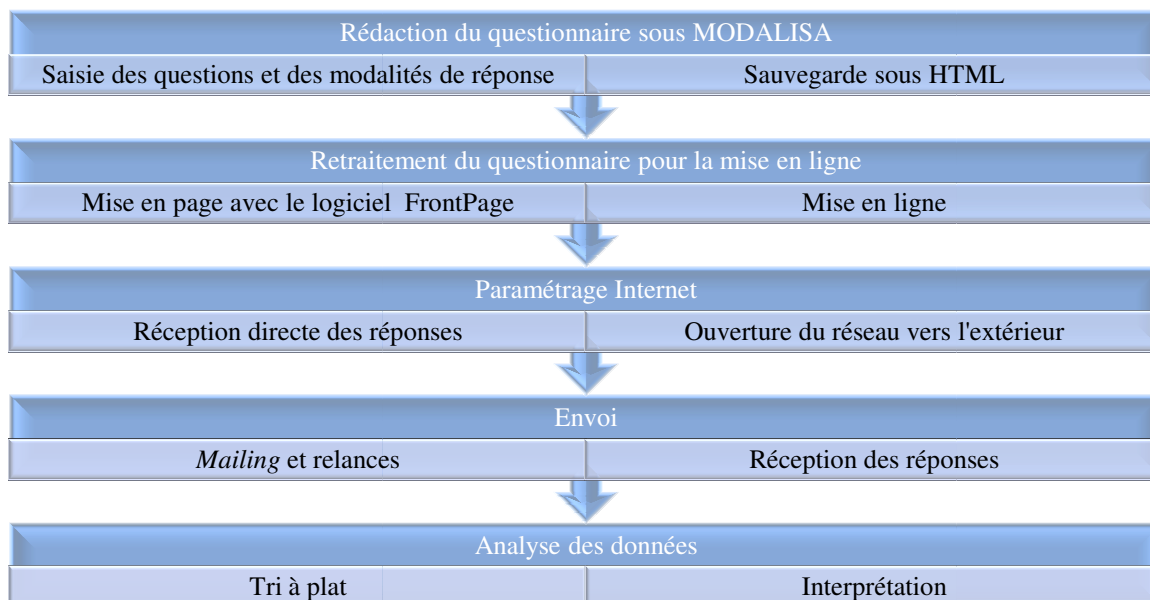 Rédaction du questionnaire sous MODALISA
Saisie des questions et des modalités de réponse
Sauvegarde sous HTML
Retraitement du questionnaire pour la mise en ligne
Mise en page avec le logiciel FrontPage
Mise en ligne
Paramétrage Internet
Réception directe des réponses
Ouverture du réseau vers l'extérieur
Envoi
Mailing et relances
Réception des réponses
Analyse des données
Tri à plat
Interprétation